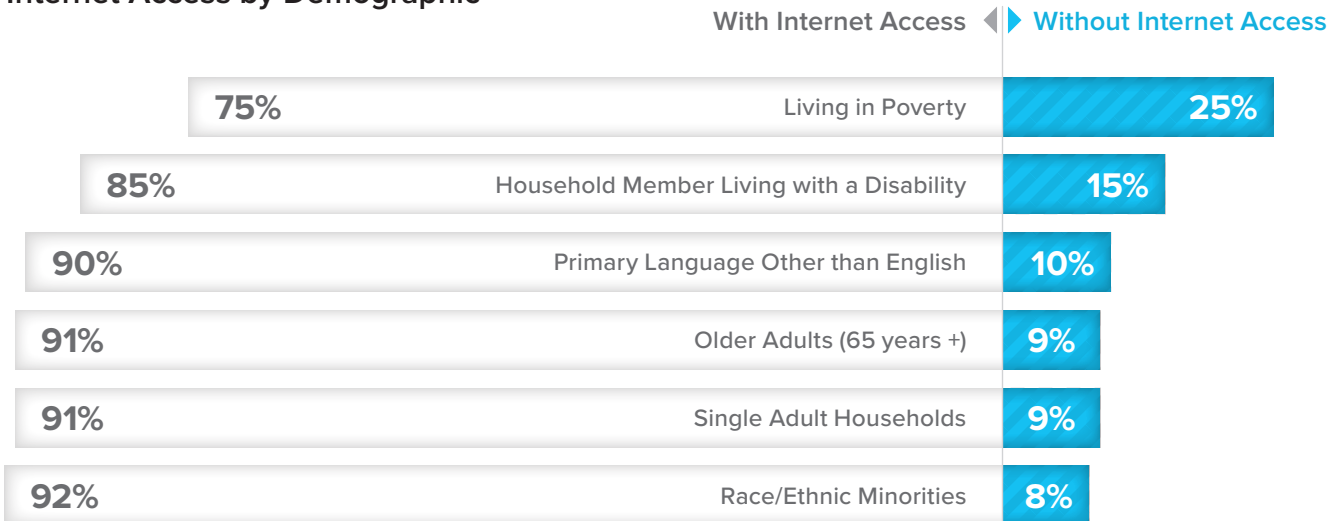 Internet Access by Demographic
With Internet Access Without Internet Access
75% Living in Poverty 25%
85% Household Member Living with a Disability 15%
90% Primary Language Other than English 10%
91% Older Adults (65 years +) 9%
91% Single Adult Households 9%
92% Race/Ethnic Minorities 8%